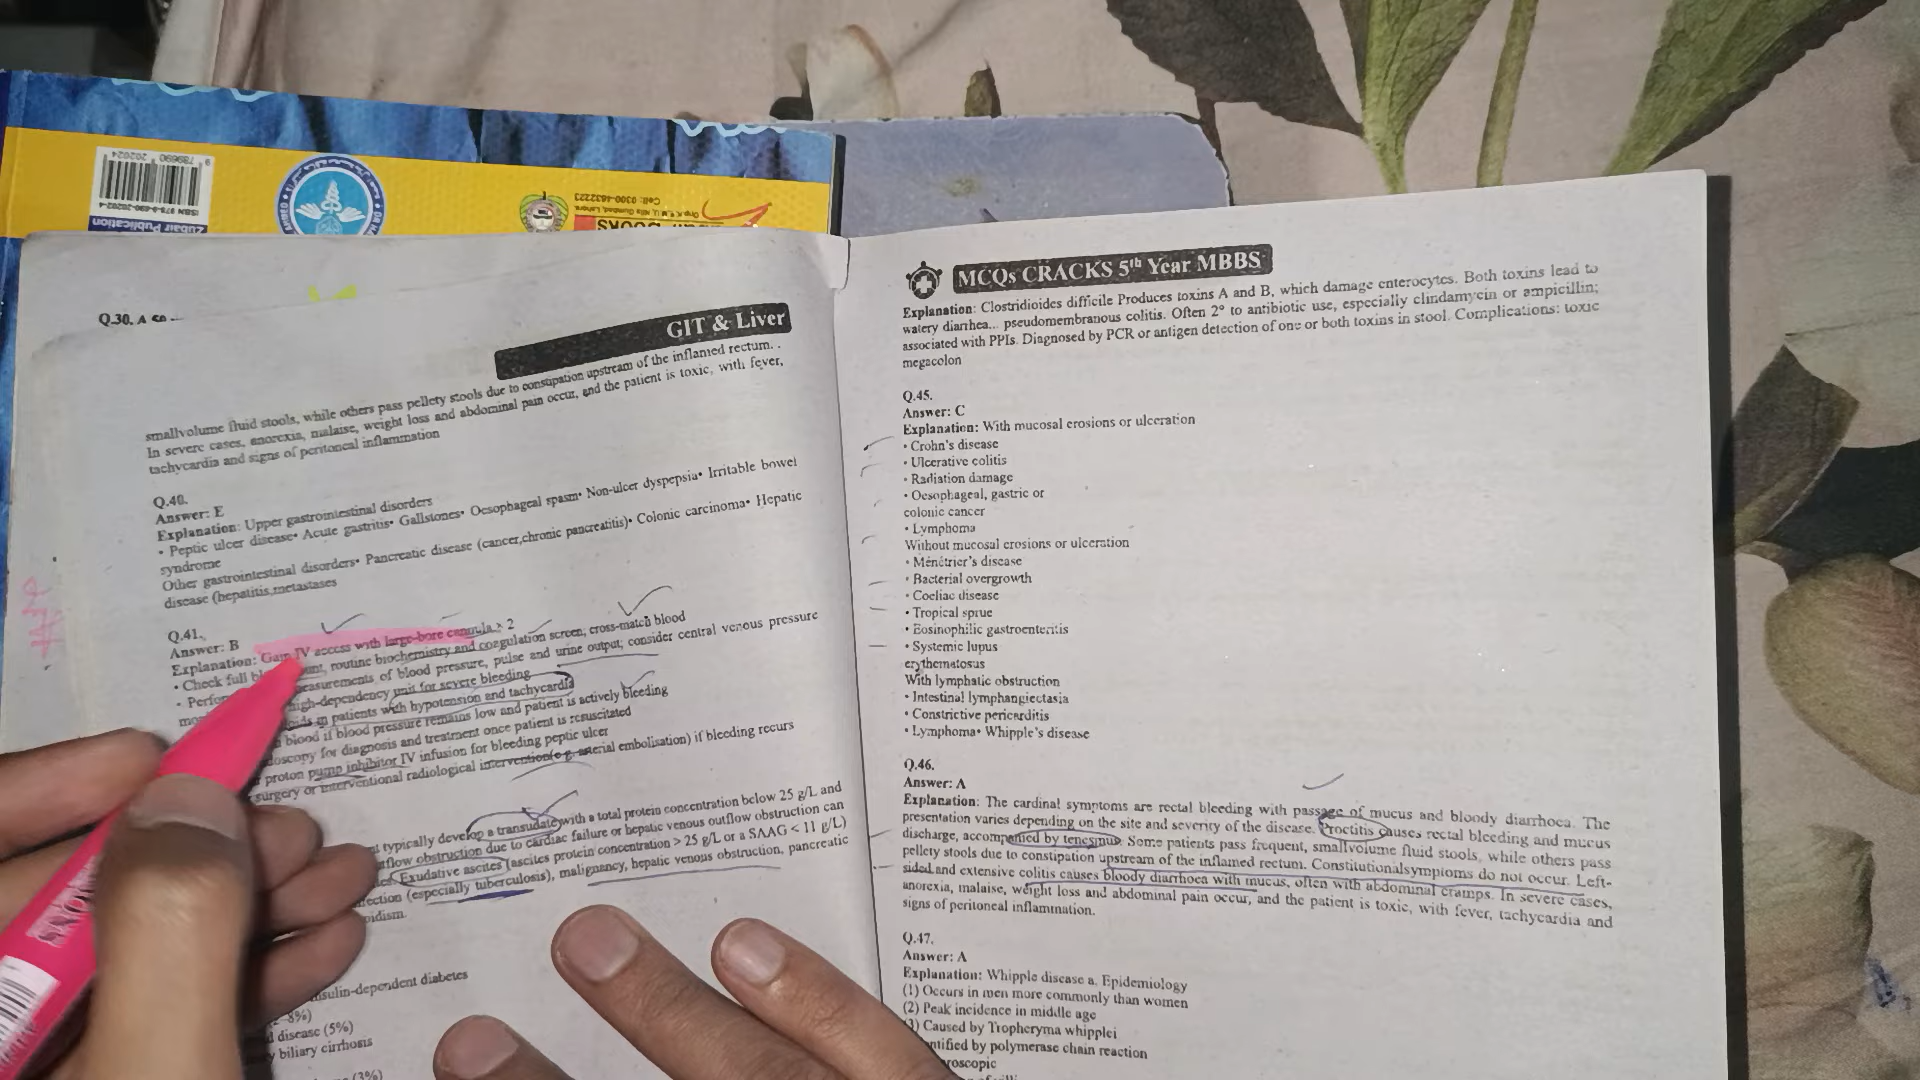 9 789690 202024
ISBN 978-9-690-20202-4
Zubair Publication
Cell: 0300-4832223
BOOKS
Q.30. A
GIT & Liver
smallvolume fluid stools, while others pass pellety stools due to constipation upstream of the inflamed rectum. .
In severe cases, anorexia, malaise, weight loss and abdominal pain occur, and the patient is toxic, with fever,
tachycardia and signs of peritoneal inflammation
Q.40.
Answer: E
Explanation: Upper gastrointestinal disorders
• Peptic ulcer disease• Acute gastritis• Gallstones• Oesophageal spasm• Non-ulcer dyspepsia• Irritable bowel
syndrome
Other gastrointestinal disorders• Pancreatic disease (cancer,chronic pancreatitis)• Colonic carcinoma• Hepatic
disease (hepatitis,metastases
Q.41.
Answer: B
Explanation: Gain IV access with large-bore cannula × 2
• Check full blood count, routine biochemistry and coagulation screen; cross-match blood
• Perform measurements of blood pressure, pulse and urine output; consider central venous pressure
high-dependency unit for severe bleeding
in patients with hypotension and tachycardia
blood if blood pressure remains low and patient is actively bleeding
for diagnosis and treatment once patient is resuscitated
proton pump inhibitor IV infusion for bleeding peptic ulcer
surgery or interventional radiological intervention(e.g. arterial embolisation) if bleeding recurs
typically develop a transudate with a total protein concentration below 25 g/L and
outflow obstruction due to cardiac failure or hepatic venous outflow obstruction can
Exudative ascites (ascites protein concentration > 25 g/L or a SAAG < 11 g/L)
(especially tuberculosis), malignancy, hepatic venous obstruction, pancreatic
insulin-dependent diabetes
disease (5%)
biliary cirrhosis
(3%)
MCQs CRACKS 5th Year MBBS
Explanation: Clostridioides difficile Produces toxins A and B, which damage enterocytes. Both toxins lead to
watery diarrhea... pseudomembranous colitis. Often 2° to antibiotic use, especially clindamycin or ampicillin;
associated with PPIs. Diagnosed by PCR or antigen detection of one or both toxins in stool. Complications: toxic
megacolon
Q.45.
Answer: C
Explanation: With mucosal erosions or ulceration
• Crohn's disease
• Ulcerative colitis
• Radiation damage
• Oesophageal, gastric or
colonic cancer
• Lymphoma
Without mucosal erosions or ulceration
• Ménétrier's disease
• Bacterial overgrowth
• Coeliac disease
• Tropical sprue
• Eosinophilic gastroenteritis
• Systemic lupus
erythematosus
With lymphatic obstruction
• Intestinal lymphangiectasia
• Constrictive pericarditis
• Lymphoma• Whipple's disease
Q.46.
Answer: A
Explanation: The cardinal symptoms are rectal bleeding with passage of mucus and bloody diarrhoea. The
presentation varies depending on the site and severity of the disease. Proctitis causes rectal bleeding and mucus
discharge, accompanied by tenesmus. Some patients pass frequent, smallvolume fluid stools, while others pass
pellety stools due to constipation upstream of the inflamed rectum. Constitutionalsymptoms do not occur. Left-
sided and extensive colitis causes bloody diarrhoea with mucus, often with abdominal cramps. In severe cases,
anorexia, malaise, weight loss and abdominal pain occur, and the patient is toxic, with fever, tachycardia and
signs of peritoneal inflammation.
Q.47.
Answer: A
Explanation: Whipple disease a. Epidemiology
(1) Occurs in men more commonly than women
(2) Peak incidence in middle age
(3) Caused by Tropheryma whipplei
by polymerase chain reaction